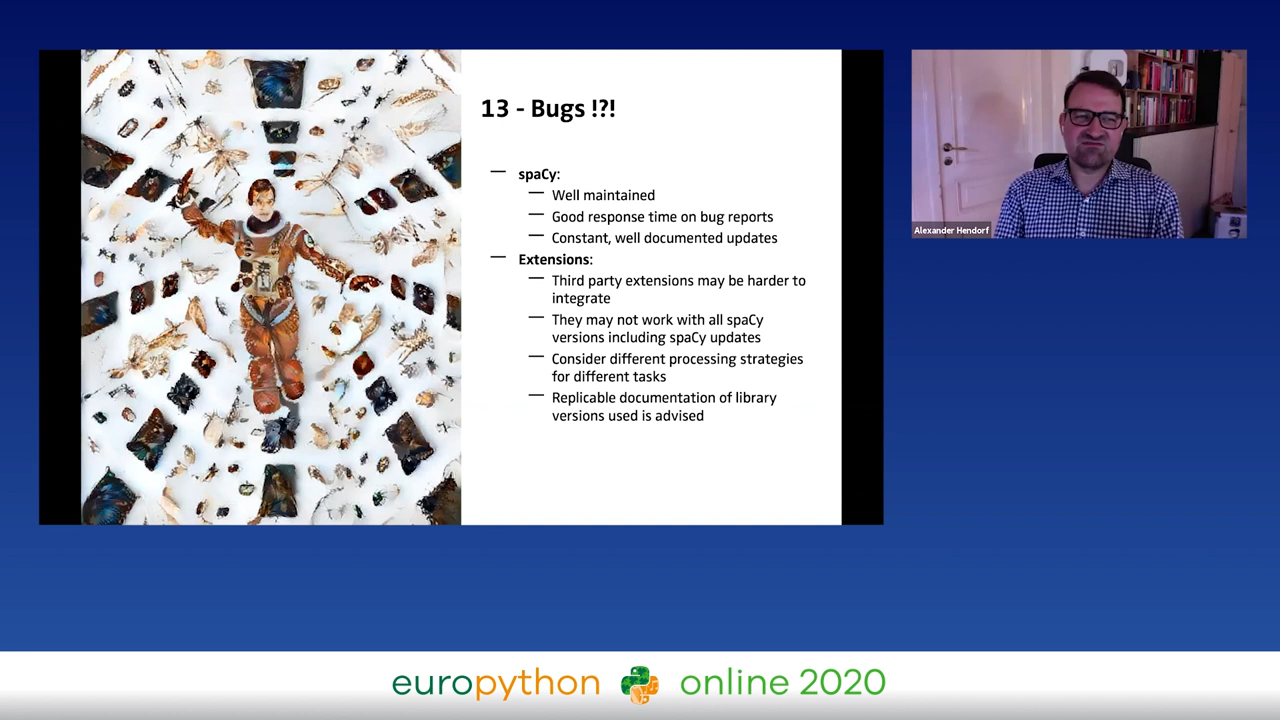 13 - Bugs !?!
— spaCy:
— Well maintained
— Good response time on bug reports
— Constant, well documented updates
— Extensions:
— Third party extensions may be harder to
integrate
— They may not work with all spaCy
versions including spaCy updates
— Consider different processing strategies
for different tasks
— Replicable documentation of library
versions used is advised
Alexander Hendorf
europython online 2020